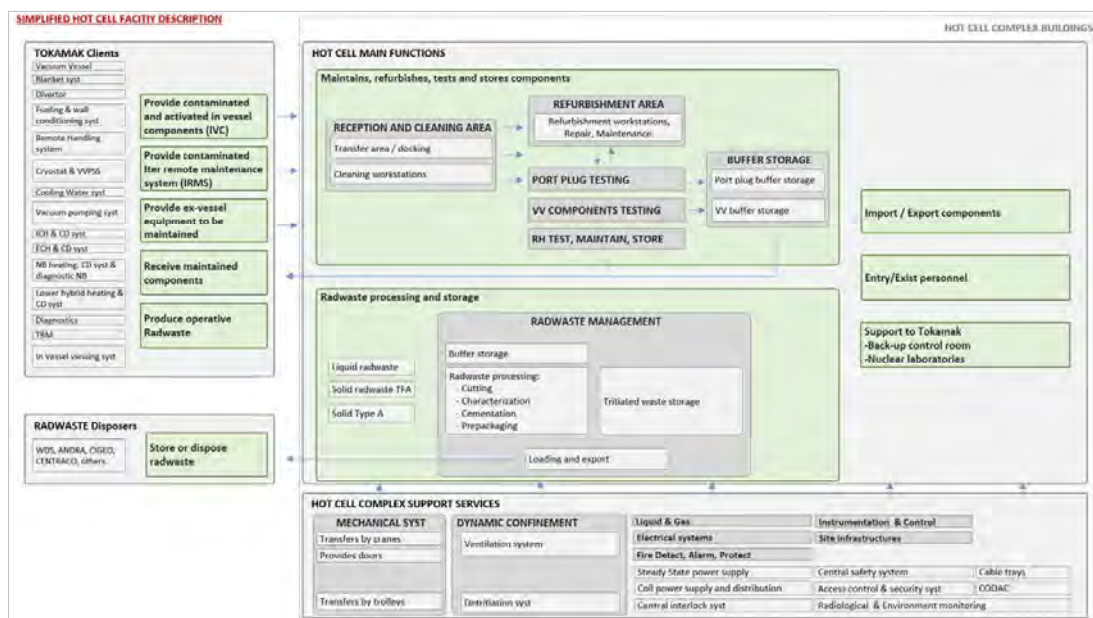 SIMPLIFIED HOT CELL FACITIY DESCRIPTION
HOT CELL COMPLEX BUILDINGS
TOKAMAK Clients
Vacuum Vessel
Blanket syst
Divertor
Fueling & wall
conditioning syst
Remote Handling
system
Cryostat & VVPSS
Cooling Water syst
Vacuum pumping syst
ICH & CD syst
ECH & CD syst
NB heating, CD syst &
diagnostic NB
Lower hybrid heating &
CD syst
Diagnostics
TBM
In Vessel viewing syst
Provide contaminated
and activated in vessel
components (IVC)
Provide contaminated
Iter remote maintenance
system (IRMS)
Provide ex-vessel
equipment to be
maintained
Receive maintained
components
Produce operative
Radwaste
RADWASTE Disposers
WDS, ANDRA, CIGEO,
CENTRACO, others.
Store or dispose
radwaste
HOT CELL MAIN FUNCTIONS
Maintains, refurbishes, tests and stores components
RECEPTION AND CLEANING AREA
Transfer area / docking
Cleaning workstations
REFURBISHMENT AREA
Refurbishment workstations,
Repair, Maintenance
PORT PLUG TESTING
VV COMPONENTS TESTING
RH TEST, MAINTAIN, STORE
BUFFER STORAGE
Port plug buffer storage
VV buffer storage
Radwaste processing and storage
Liquid radwaste
Solid radwaste TFA
Solid Type A
RADWASTE MANAGEMENT
Buffer storage
Radwaste processing:
- Cutting
- Characterization
- Cementation
- Prepackaging
Tritiated waste storage
Loading and export
Import / Export components
Entry/Exist personnel
Support to Tokamak
-Back-up control room
-Nuclear laboratories
HOT CELL COMPLEX SUPPORT SERVICES
MECHANICAL SYST
Transfers by cranes
Provides doors
Transfers by trolleys
DYNAMIC CONFINEMENT
Ventilation system
Detritiation syst
Liquid & Gas
Instrumentation & Control
Electrical systems
Site infrastructures
Fire Detect, Alarm, Protect
Steady State power supply
Central safety system
Cable trays
Coil power supply and distribution
Access control & security syst
CODAC
Central interlock syst
Radiological & Environment monitoring